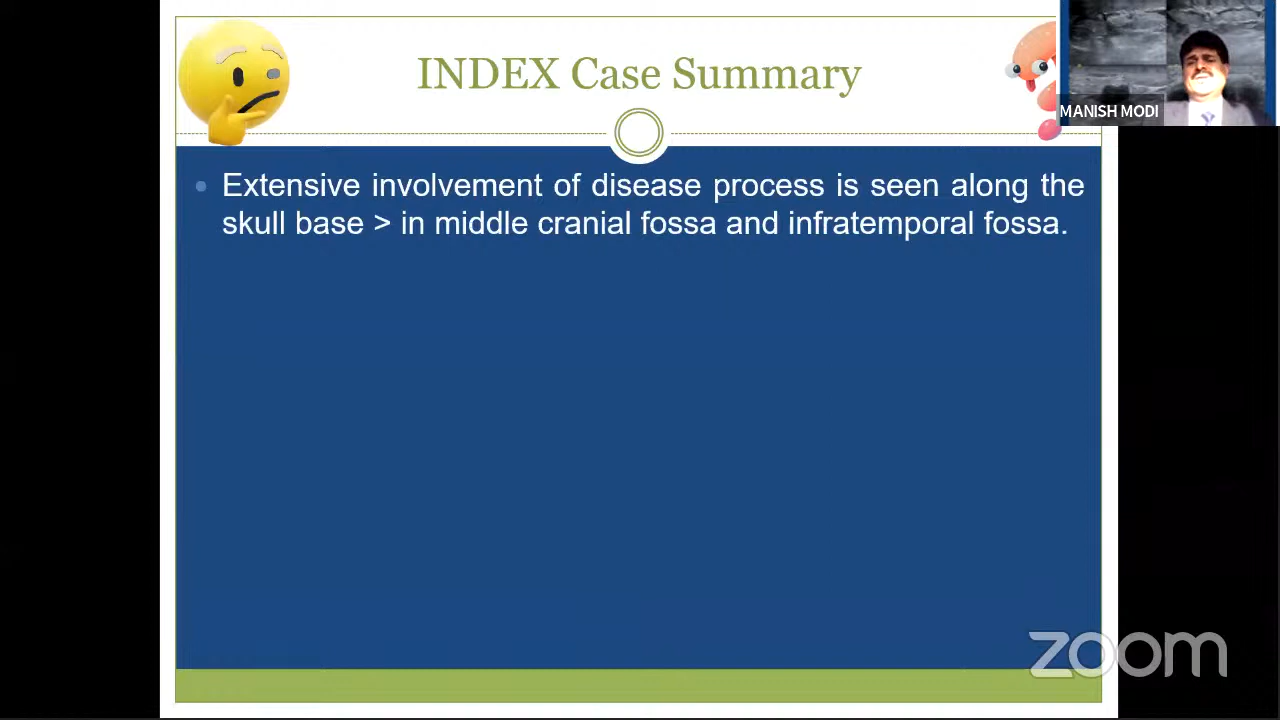 INDEX Case Summary
MANISH MODI
• Extensive involvement of disease process is seen along the
skull base > in middle cranial fossa and infratemporal fossa.
zoom